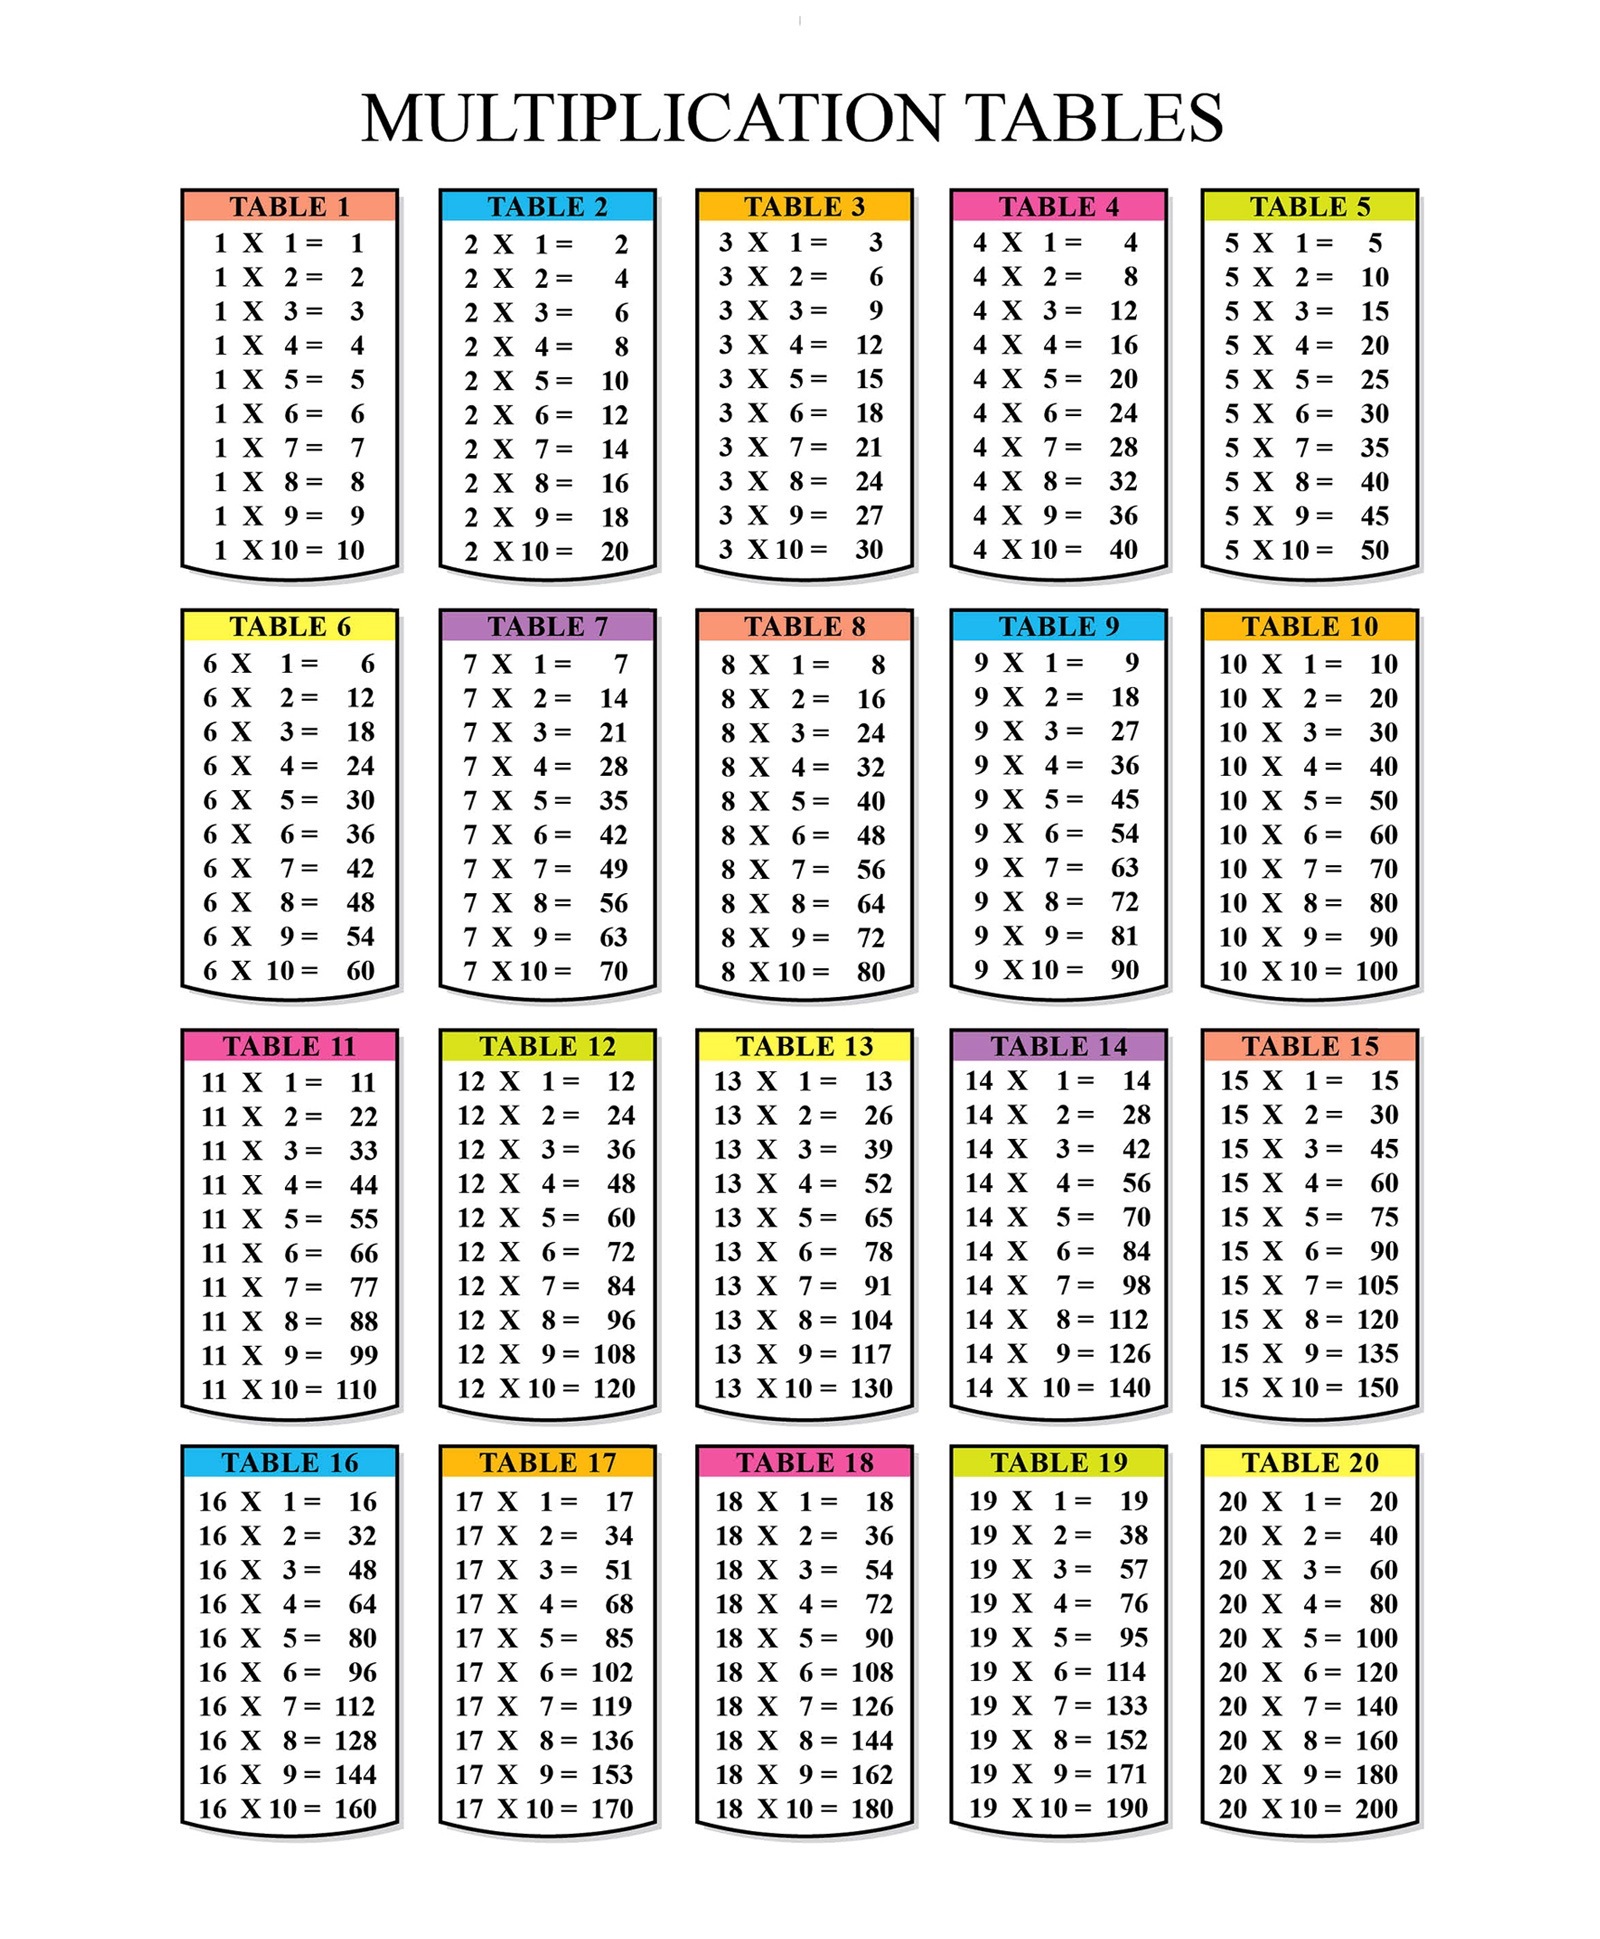 MULTIPLICATION TABLES
TABLE 1
1 X 1 = 1
1 X 2 = 2
1 X 3 = 3
1 X 4 = 4
1 X 5 = 5
1 X 6 = 6
1 X 7 = 7
1 X 8 = 8
1 X 9 = 9
1 X 10 = 10
TABLE 2
2 X 1 = 2
2 X 2 = 4
2 X 3 = 6
2 X 4 = 8
2 X 5 = 10
2 X 6 = 12
2 X 7 = 14
2 X 8 = 16
2 X 9 = 18
2 X 10 = 20
TABLE 3
3 X 1 = 3
3 X 2 = 6
3 X 3 = 9
3 X 4 = 12
3 X 5 = 15
3 X 6 = 18
3 X 7 = 21
3 X 8 = 24
3 X 9 = 27
3 X 10 = 30
TABLE 4
4 X 1 = 4
4 X 2 = 8
4 X 3 = 12
4 X 4 = 16
4 X 5 = 20
4 X 6 = 24
4 X 7 = 28
4 X 8 = 32
4 X 9 = 36
4 X 10 = 40
TABLE 5
5 X 1 = 5
5 X 2 = 10
5 X 3 = 15
5 X 4 = 20
5 X 5 = 25
5 X 6 = 30
5 X 7 = 35
5 X 8 = 40
5 X 9 = 45
5 X 10 = 50
TABLE 6
6 X 1 = 6
6 X 2 = 12
6 X 3 = 18
6 X 4 = 24
6 X 5 = 30
6 X 6 = 36
6 X 7 = 42
6 X 8 = 48
6 X 9 = 54
6 X 10 = 60
TABLE 7
7 X 1 = 7
7 X 2 = 14
7 X 3 = 21
7 X 4 = 28
7 X 5 = 35
7 X 6 = 42
7 X 7 = 49
7 X 8 = 56
7 X 9 = 63
7 X 10 = 70
TABLE 8
8 X 1 = 8
8 X 2 = 16
8 X 3 = 24
8 X 4 = 32
8 X 5 = 40
8 X 6 = 48
8 X 7 = 56
8 X 8 = 64
8 X 9 = 72
8 X 10 = 80
TABLE 9
9 X 1 = 9
9 X 2 = 18
9 X 3 = 27
9 X 4 = 36
9 X 5 = 45
9 X 6 = 54
9 X 7 = 63
9 X 8 = 72
9 X 9 = 81
9 X 10 = 90
TABLE 10
10 X 1 = 10
10 X 2 = 20
10 X 3 = 30
10 X 4 = 40
10 X 5 = 50
10 X 6 = 60
10 X 7 = 70
10 X 8 = 80
10 X 9 = 90
10 X 10 = 100
TABLE 11
11 X 1 = 11
11 X 2 = 22
11 X 3 = 33
11 X 4 = 44
11 X 5 = 55
11 X 6 = 66
11 X 7 = 77
11 X 8 = 88
11 X 9 = 99
11 X 10 = 110
TABLE 12
12 X 1 = 12
12 X 2 = 24
12 X 3 = 36
12 X 4 = 48
12 X 5 = 60
12 X 6 = 72
12 X 7 = 84
12 X 8 = 96
12 X 9 = 108
12 X 10 = 120
TABLE 13
13 X 1 = 13
13 X 2 = 26
13 X 3 = 39
13 X 4 = 52
13 X 5 = 65
13 X 6 = 78
13 X 7 = 91
13 X 8 = 104
13 X 9 = 117
13 X 10 = 130
TABLE 14
14 X 1 = 14
14 X 2 = 28
14 X 3 = 42
14 X 4 = 56
14 X 5 = 70
14 X 6 = 84
14 X 7 = 98
14 X 8 = 112
14 X 9 = 126
14 X 10 = 140
TABLE 15
15 X 1 = 15
15 X 2 = 30
15 X 3 = 45
15 X 4 = 60
15 X 5 = 75
15 X 6 = 90
15 X 7 = 105
15 X 8 = 120
15 X 9 = 135
15 X 10 = 150
TABLE 16
16 X 1 = 16
16 X 2 = 32
16 X 3 = 48
16 X 4 = 64
16 X 5 = 80
16 X 6 = 96
16 X 7 = 112
16 X 8 = 128
16 X 9 = 144
16 X 10 = 160
TABLE 17
17 X 1 = 17
17 X 2 = 34
17 X 3 = 51
17 X 4 = 68
17 X 5 = 85
17 X 6 = 102
17 X 7 = 119
17 X 8 = 136
17 X 9 = 153
17 X 10 = 170
TABLE 18
18 X 1 = 18
18 X 2 = 36
18 X 3 = 54
18 X 4 = 72
18 X 5 = 90
18 X 6 = 108
18 X 7 = 126
18 X 8 = 144
18 X 9 = 162
18 X 10 = 180
TABLE 19
19 X 1 = 19
19 X 2 = 38
19 X 3 = 57
19 X 4 = 76
19 X 5 = 95
19 X 6 = 114
19 X 7 = 133
19 X 8 = 152
19 X 9 = 171
19 X 10 = 190
TABLE 20
20 X 1 = 20
20 X 2 = 40
20 X 3 = 60
20 X 4 = 80
20 X 5 = 100
20 X 6 = 120
20 X 7 = 140
20 X 8 = 160
20 X 9 = 180
20 X 10 = 200